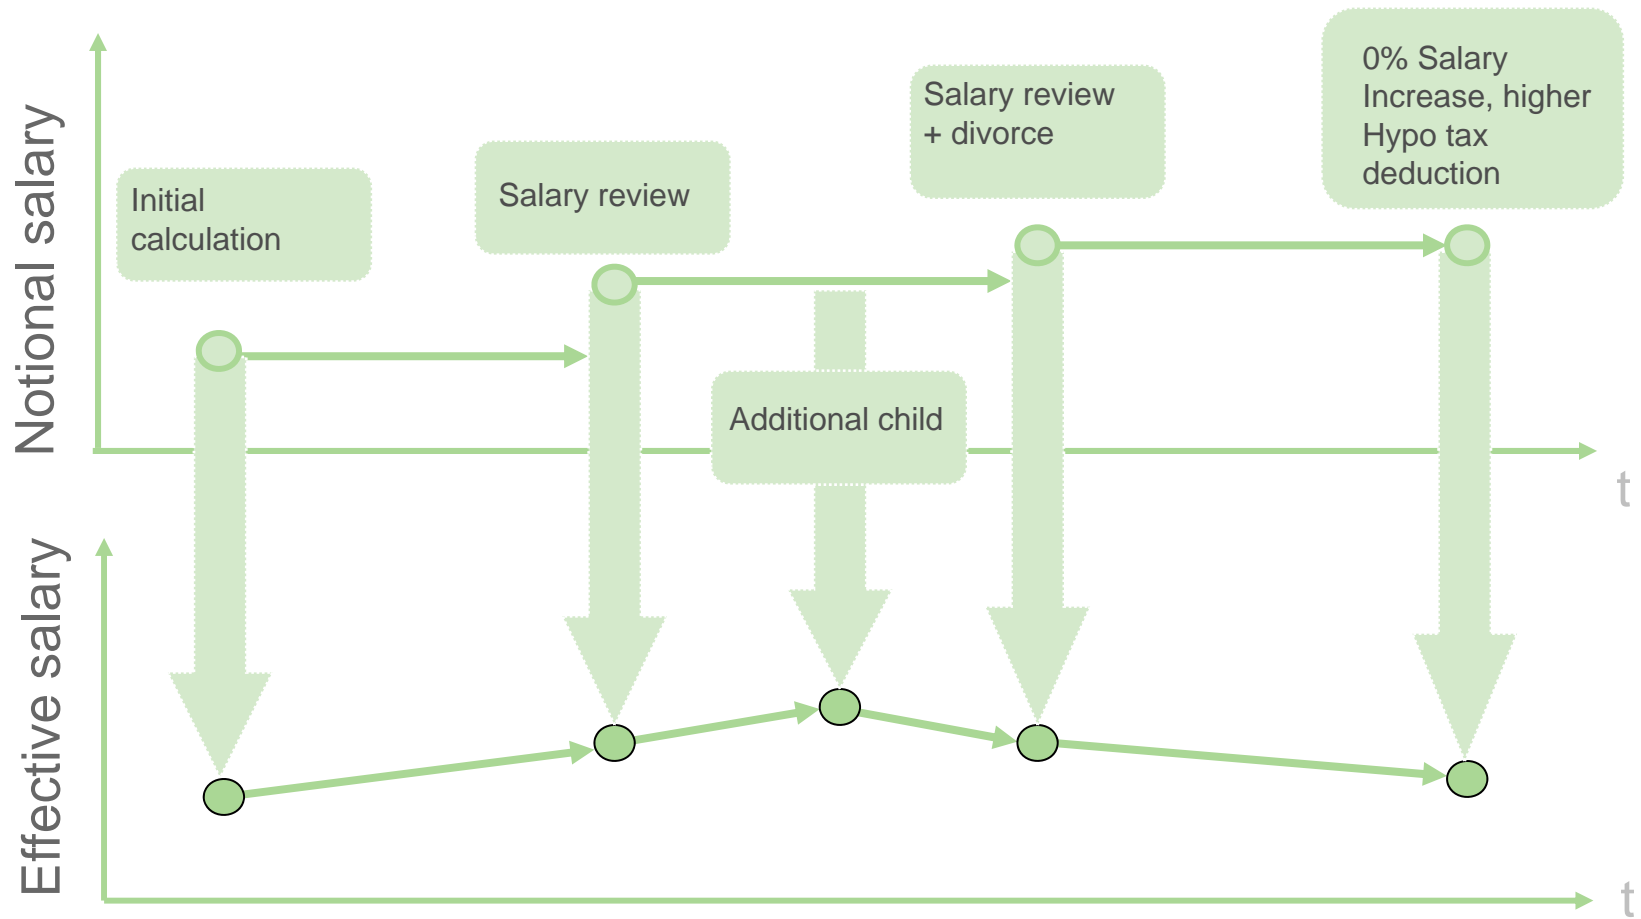 Notional salary
Initial
calculation
Salary review
Salary review
+ divorce
0% Salary
Increase, higher
Hypo tax
deduction
Additional child
t
Effective salary
t